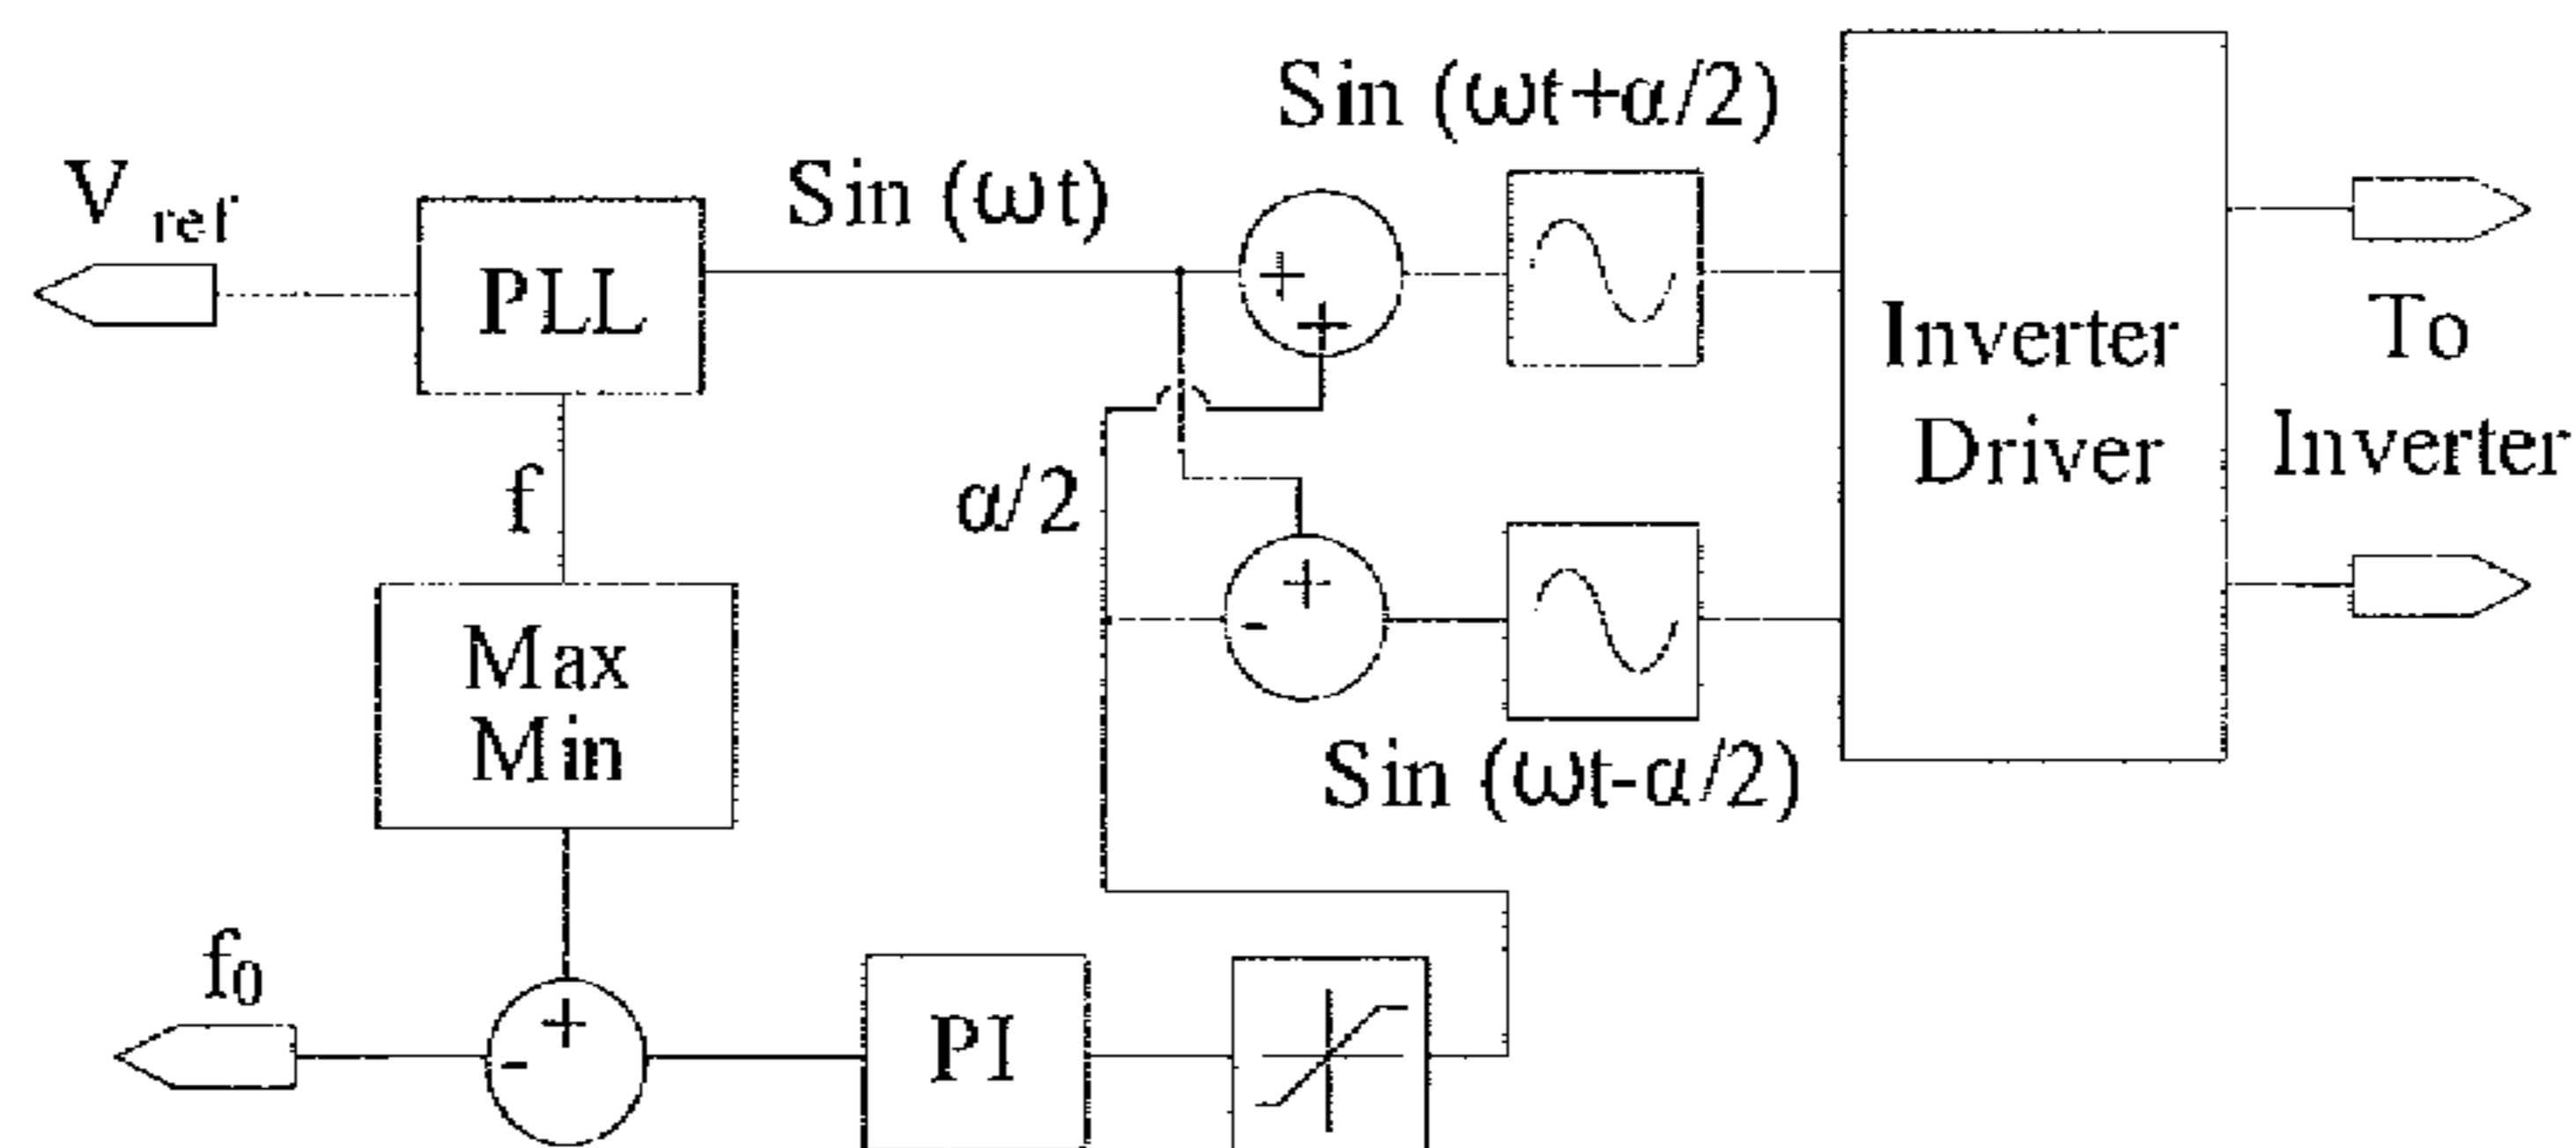 Sin (ωt+α/2)
V ref
Sin (ωt)
PLL
+
+
Inverter
Driver
To
Inverter
f
α/2
+
-
Max
Min
Sin (ωt-α/2)
f0
+
-
PI